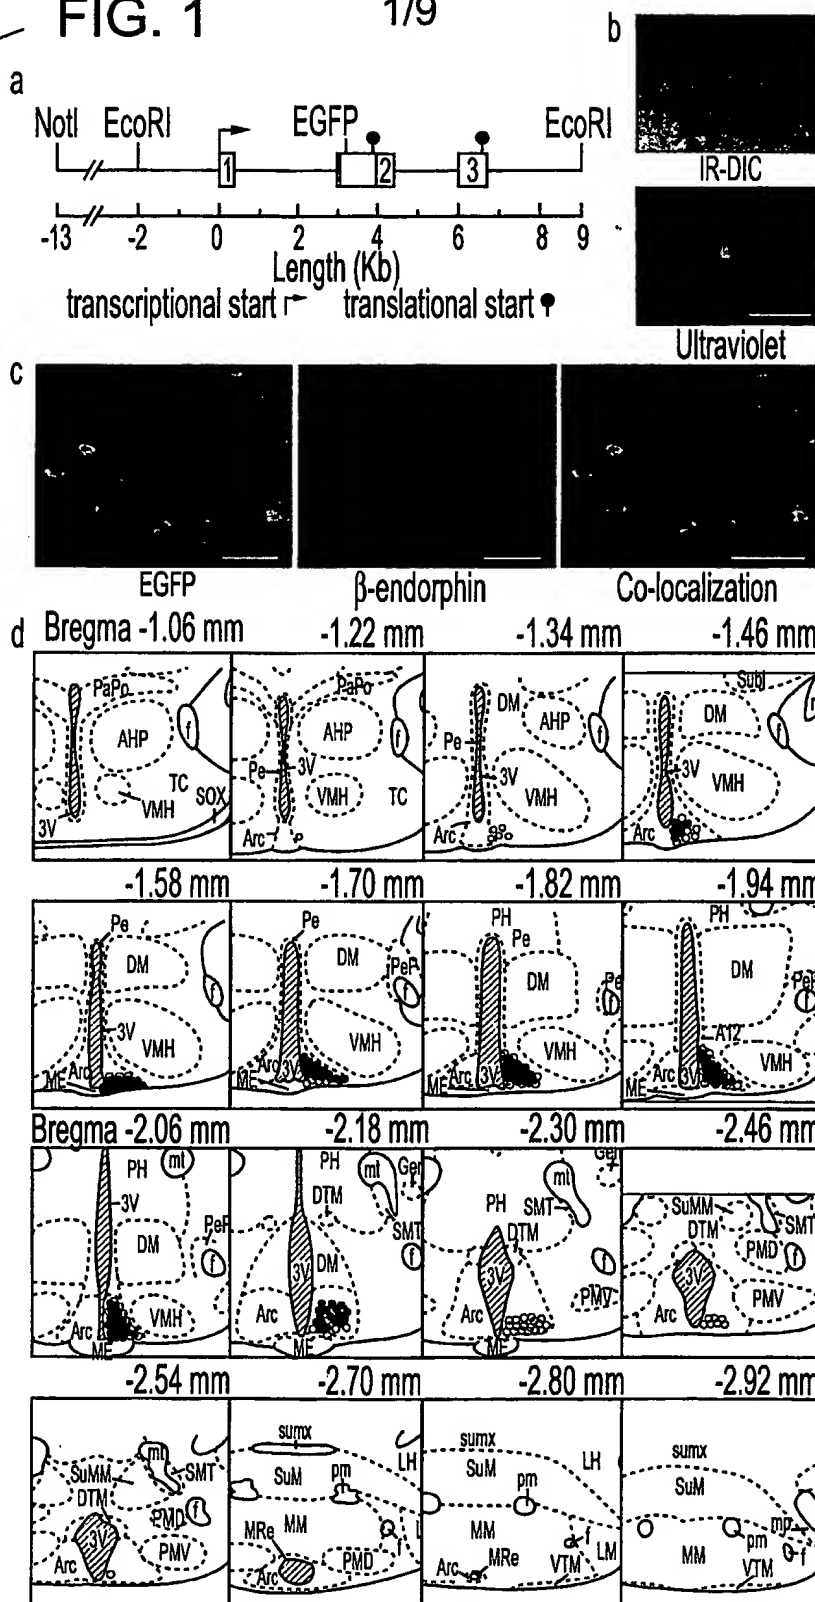 FIG. 1
1/9
a
NotI EcoRI EGFP EcoRI
1 2 3
-13 -2 0 2 4 6 8 9
Length (Kb)
transcriptional start translational start
b
IR-DIC
Ultraviolet
c
EGFP β-endorphin Co-localization
d Bregma -1.06 mm -1.22 mm -1.34 mm -1.46 mm
PaPo AHP f TC VMH SOX 3V
PaPo AHP f Pe 3V VMH TC Arc
DM AHP f Pe VMH Arc
SubI DM f 3V VMH Arc
-1.58 mm -1.70 mm -1.82 mm -1.94 mm
Pe DM f 3V VMH Arc ME
Pe DM PeF f VMH Arc 3V
PH Pe DM f VMH Arc 3V ME
PH DM f A12 VMH Arc 3V ME
Bregma -2.06 mm -2.18 mm -2.30 mm -2.46 mm
PH mt 3V PeF DM f Arc VMH ME
PH mt DTM SMT DM 3V f Arc ME
mt PH SMT DTM 3V f PMV Arc ME
SuMM DTM SMT PMD f 3V Arc PMV
-2.54 mm -2.70 mm -2.80 mm -2.92 mm
mt SuMM SMT DTM PMD f 3V PMV Arc
sumx LH SuM pm MM f MRe PMD Arc
sumx SuM LH pm MM f MRe Arc VTM LM
sumx SuM mp pm MM f VTM